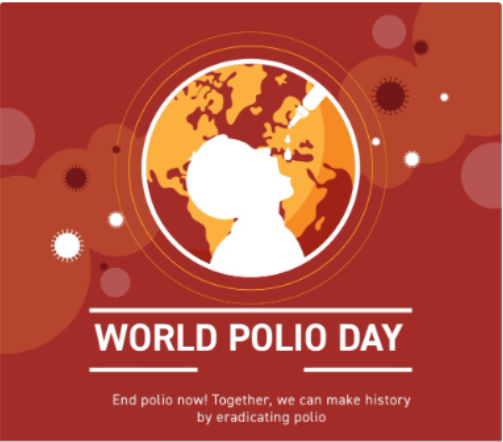 WORLD POLIO DAY
End polio now! Together, we can make history
by eradicating polio